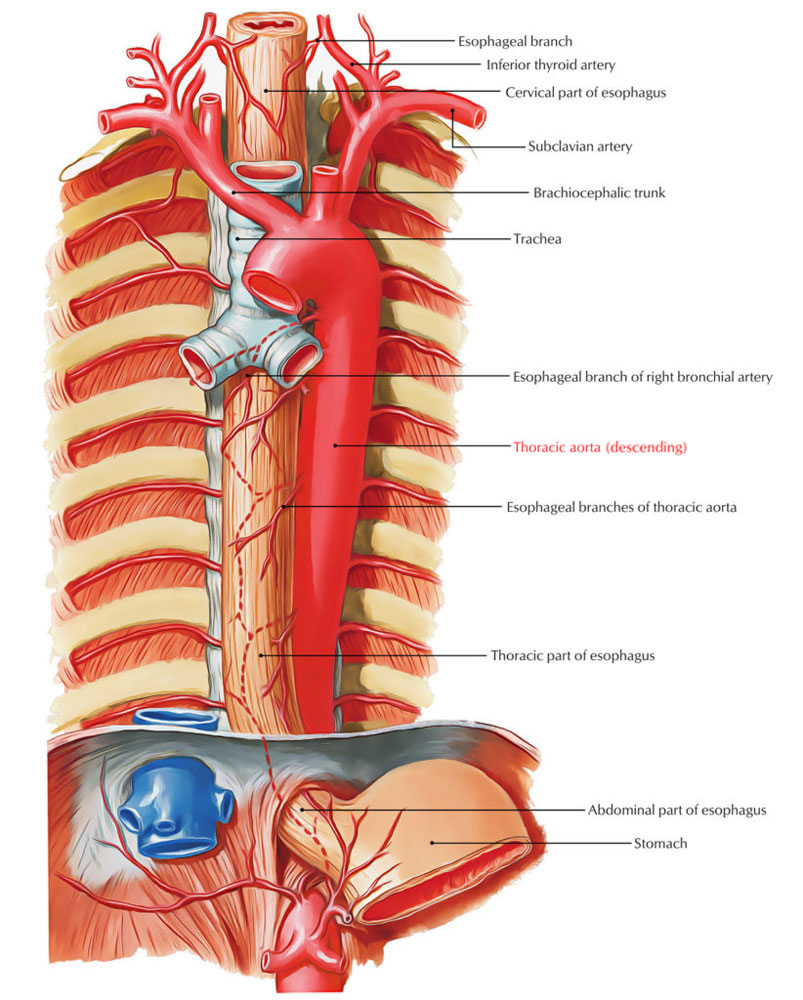 Esophageal branch
Inferior thyroid artery
Cervical part of esophagus
Subclavian artery
Brachiocephalic trunk
Trachea
Esophageal branch of right bronchial artery
Thoracic aorta (descending)
Esophageal branches of thoracic aorta
Thoracic part of esophagus
Abdominal part of esophagus
Stomach